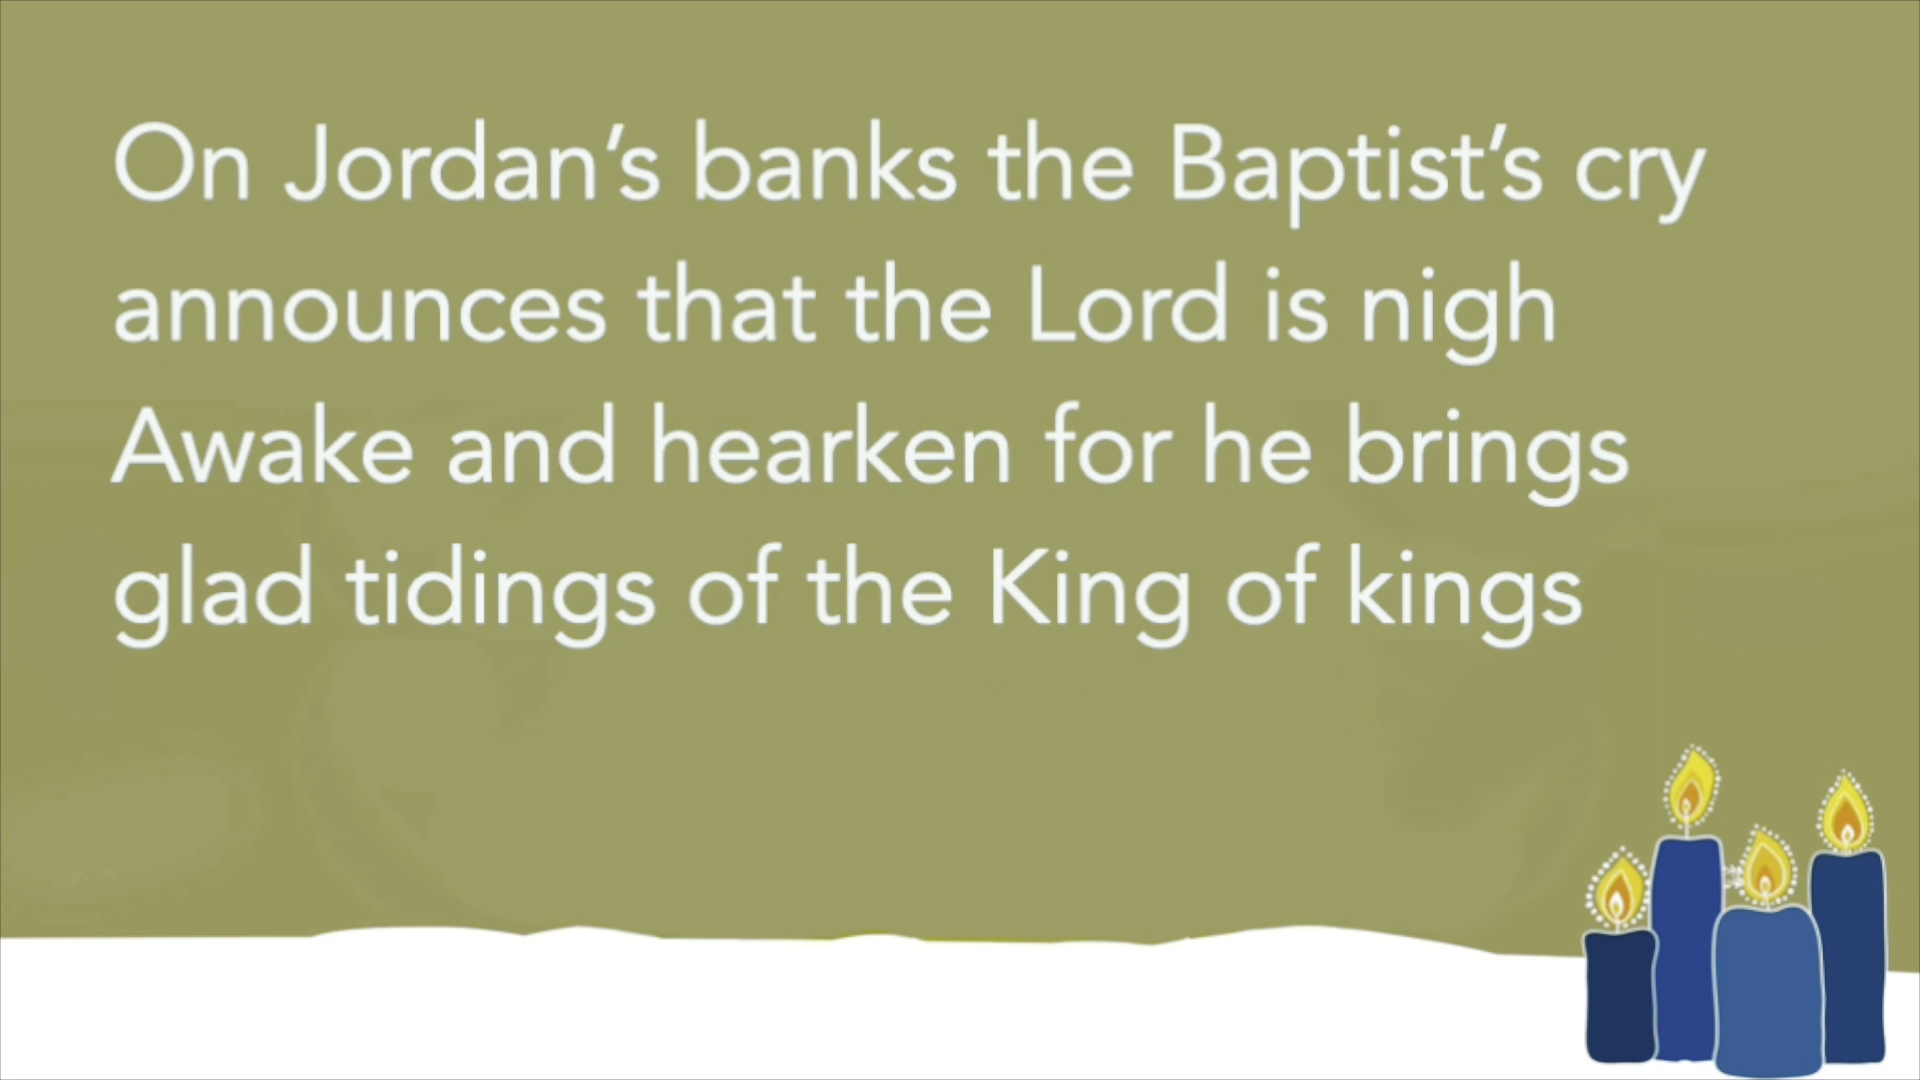 On Jordan’s banks the Baptist’s cry
announces that the Lord is nigh
Awake and hearken for he brings
glad tidings of the King of kings